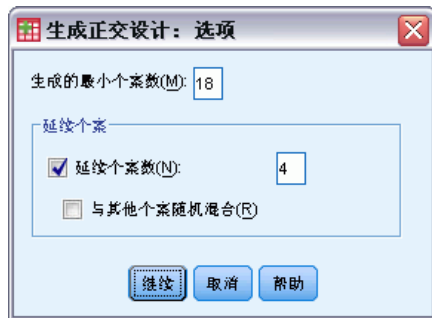 生成正交设计：选项
生成的最小个案数(M): 18
延续个案
延续个案数(N): 4
与其他个案随机混合(R)
继续 取消 帮助